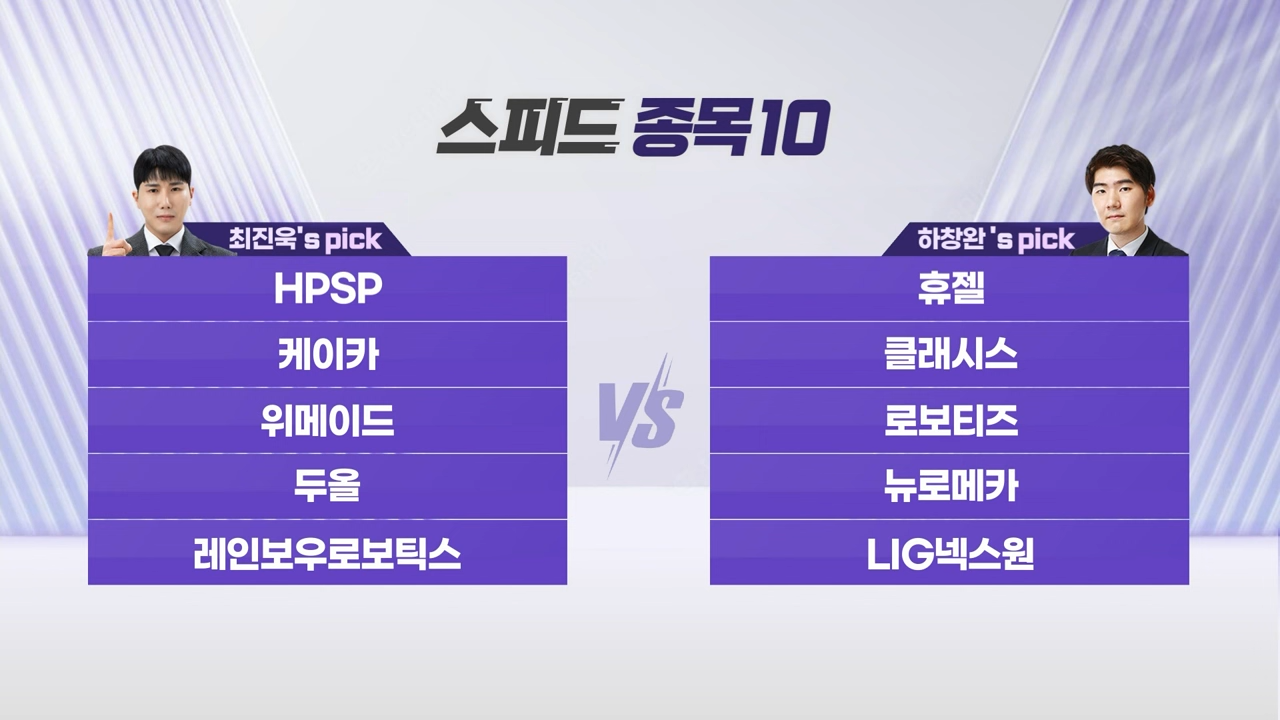 스피드 종목10
최진욱's pick
HPSP
케이카
위메이드
두올
레인보우로보틱스
VS
하창완 's pick
휴젤
클래시스
로보티즈
뉴로메카
LIG넥스원